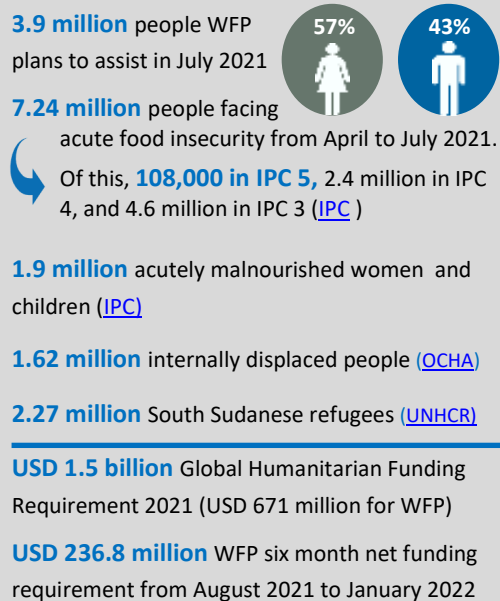 3.9 million people WFP
plans to assist in July 2021
57%
43%
7.24 million people facing
acute food insecurity from April to July 2021.
Of this, 108,000 in IPC 5, 2.4 million in IPC
4, and 4.6 million in IPC 3 (IPC )
1.9 million acutely malnourished women and
children (IPC)
1.62 million internally displaced people (OCHA)
2.27 million South Sudanese refugees (UNHCR)
USD 1.5 billion Global Humanitarian Funding
Requirement 2021 (USD 671 million for WFP)
USD 236.8 million WFP six month net funding
requirement from August 2021 to January 2022